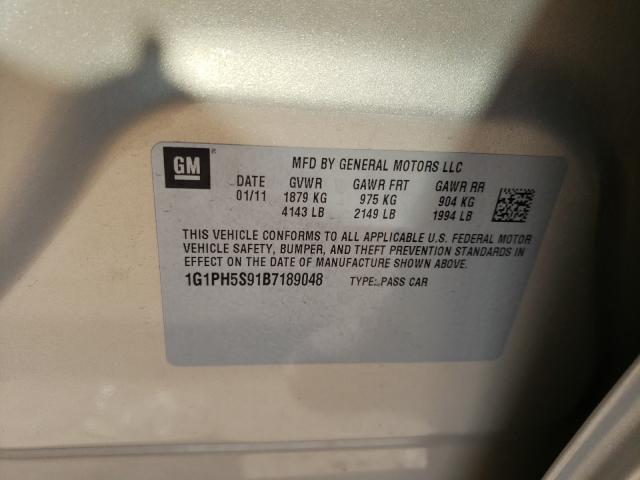 GM ®
MFD BY GENERAL MOTORS LLC
DATE GVWR GAWR FRT GAWR RR
01/11 1879 KG 975 KG 904 KG
4143 LB 2149 LB 1994 LB
THIS VEHICLE CONFORMS TO ALL APPLICABLE U.S. FEDERAL MOTOR
VEHICLE SAFETY, BUMPER, AND THEFT PREVENTION STANDARDS IN
EFFECT ON THE DATE OF MANUFACTURE SHOWN ABOVE.
1G1PH5S91B7189048 TYPE: PASS CAR